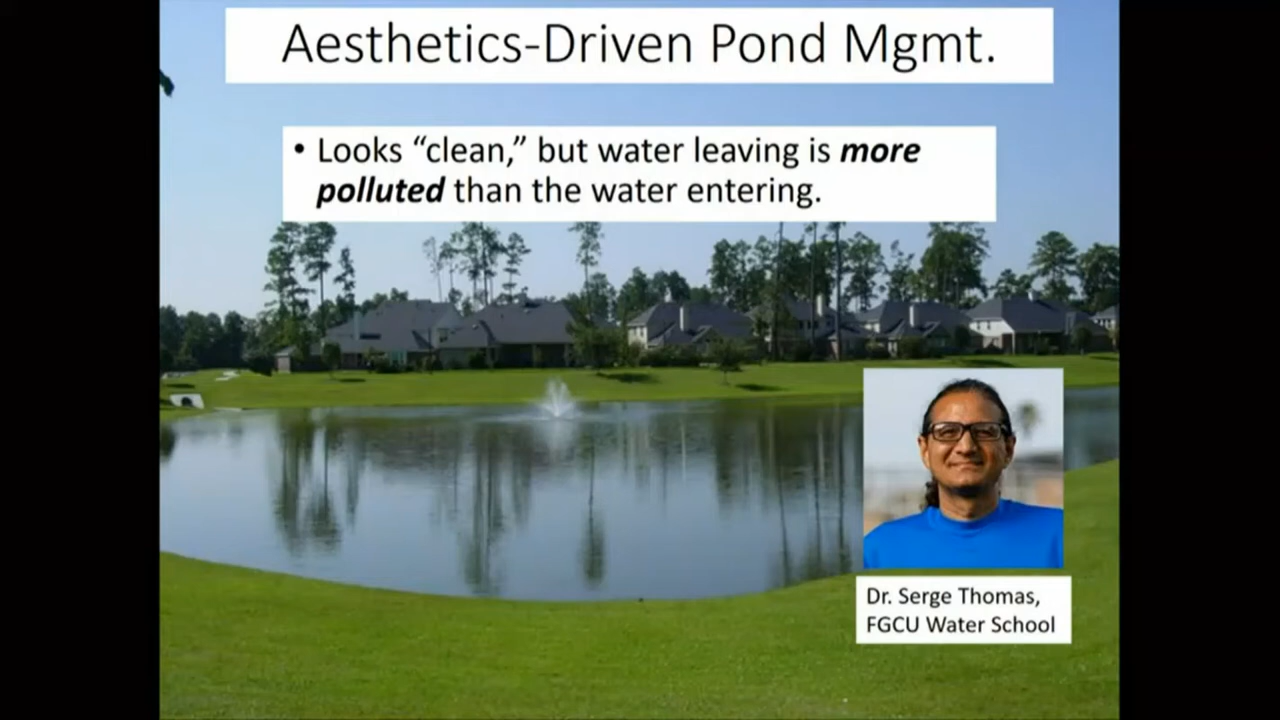 Aesthetics-Driven Pond Mgmt.
• Looks “clean,” but water leaving is more
polluted than the water entering.
Dr. Serge Thomas,
FGCU Water School